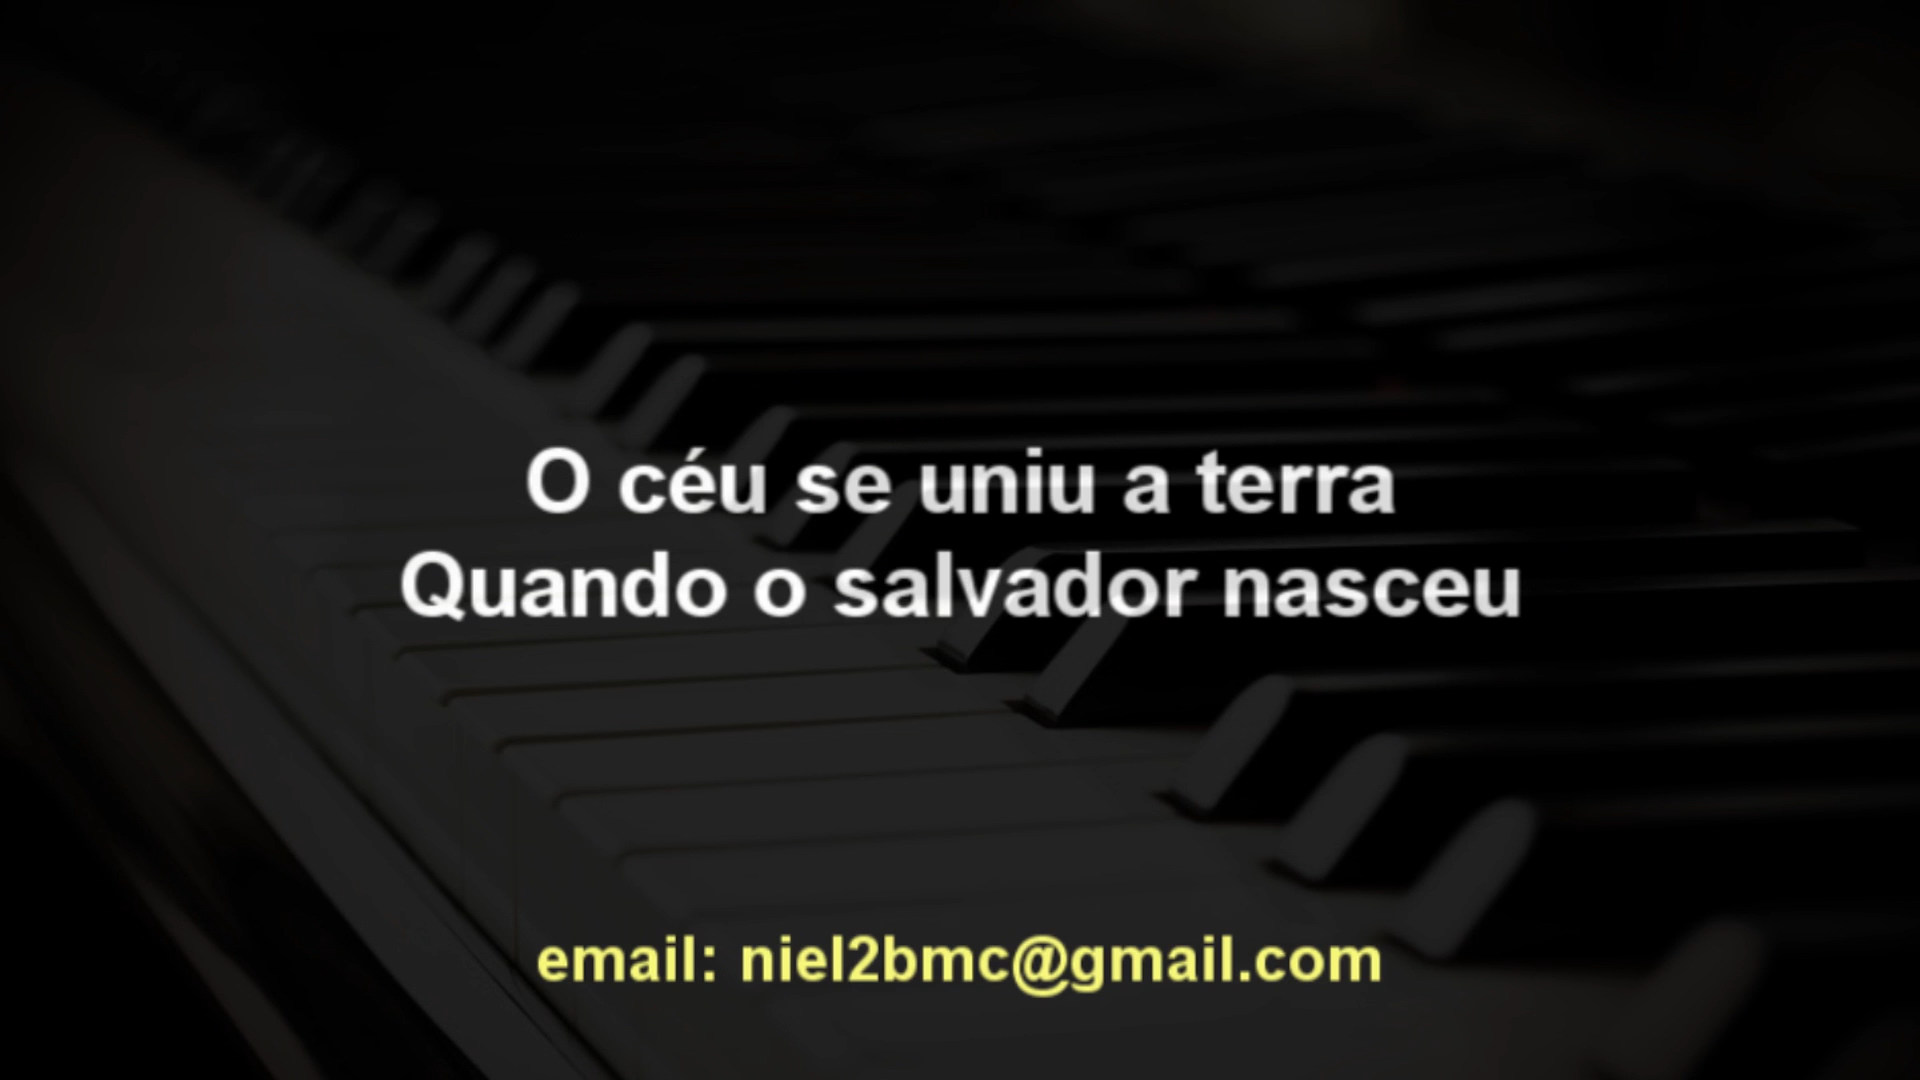 O céu se uniu a terra
Quando o salvador nasceu
email: niel2bmc@gmail.com